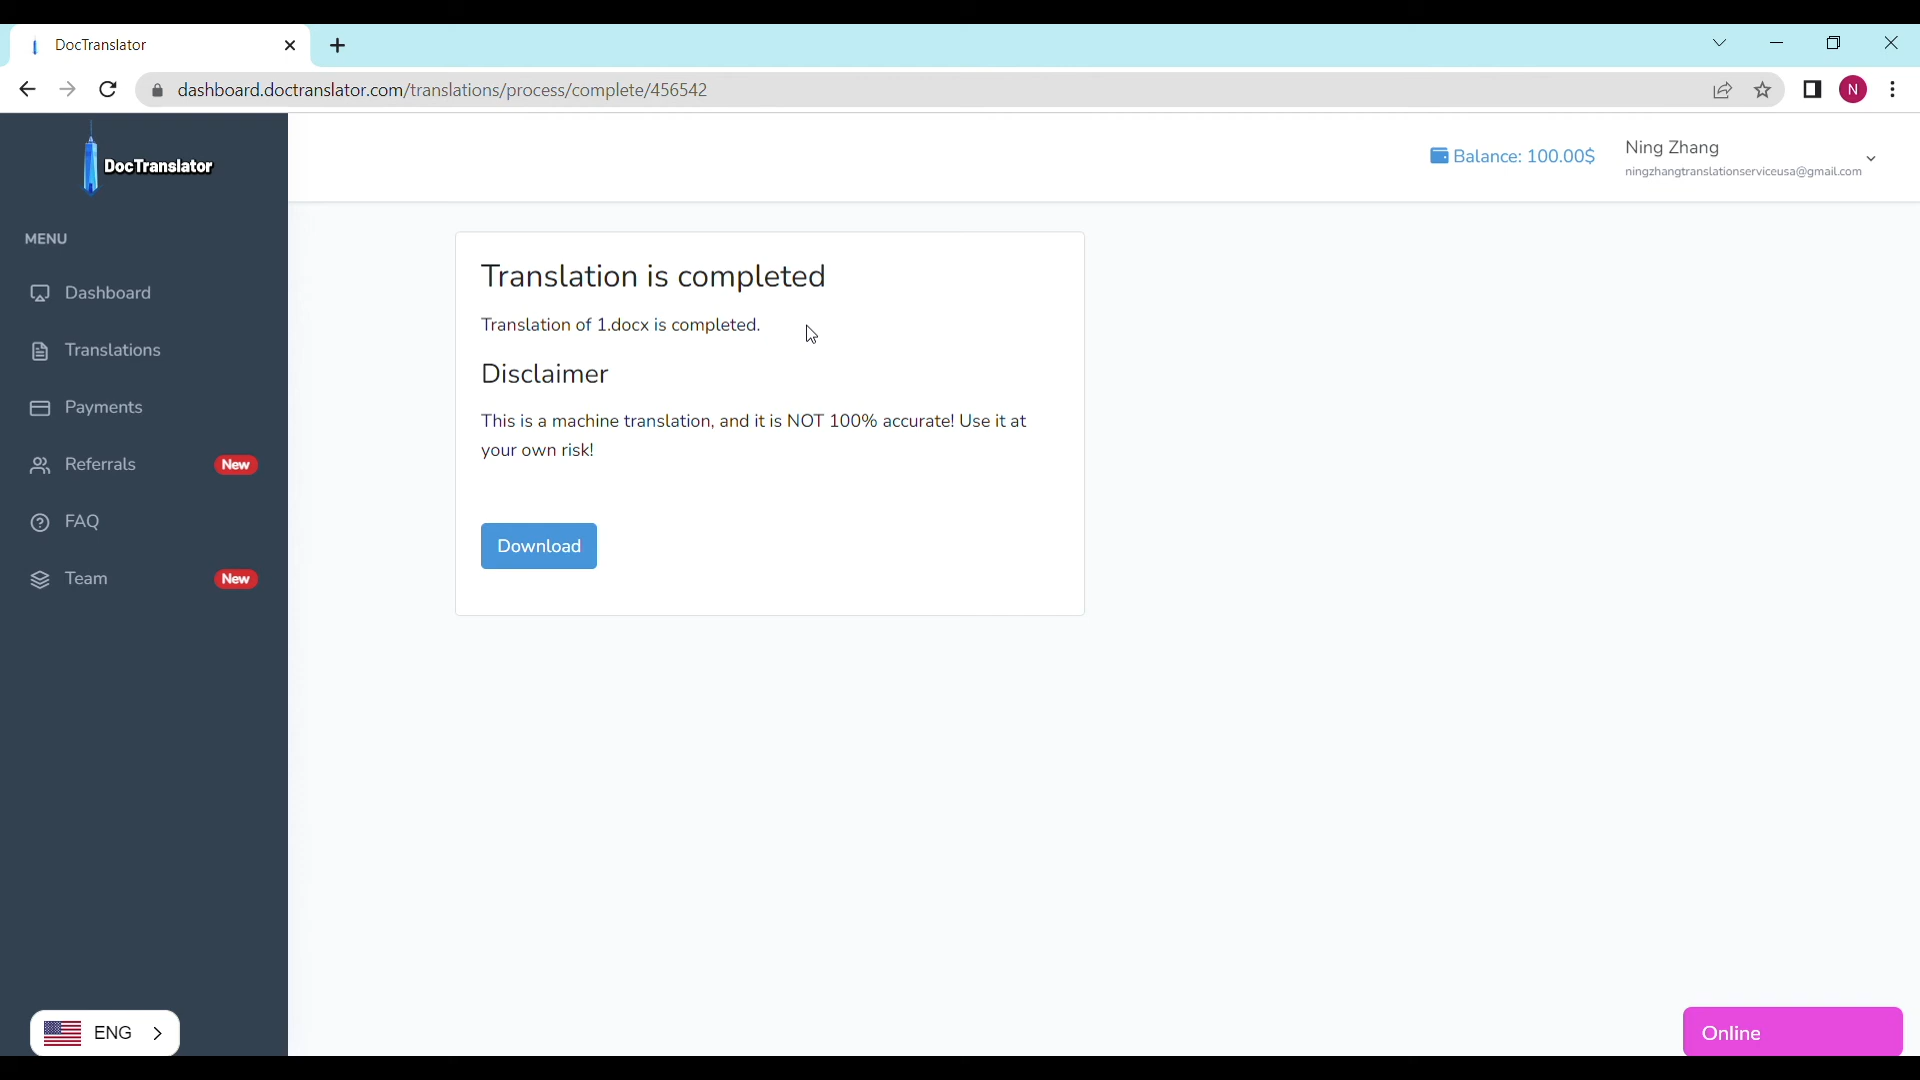 DocTranslator
dashboard.doctranslator.com/translations/process/complete/456542
N
DocTranslator
Balance: 100.00$
Ning Zhang
ningzhangtranslationserviceusa@gmail.com
MENU
Dashboard
Translations
Payments
Referrals New
FAQ
Team New
Translation is completed
Translation of 1.docx is completed.
Disclaimer
This is a machine translation, and it is NOT 100% accurate! Use it at
your own risk!
Download
ENG
Online